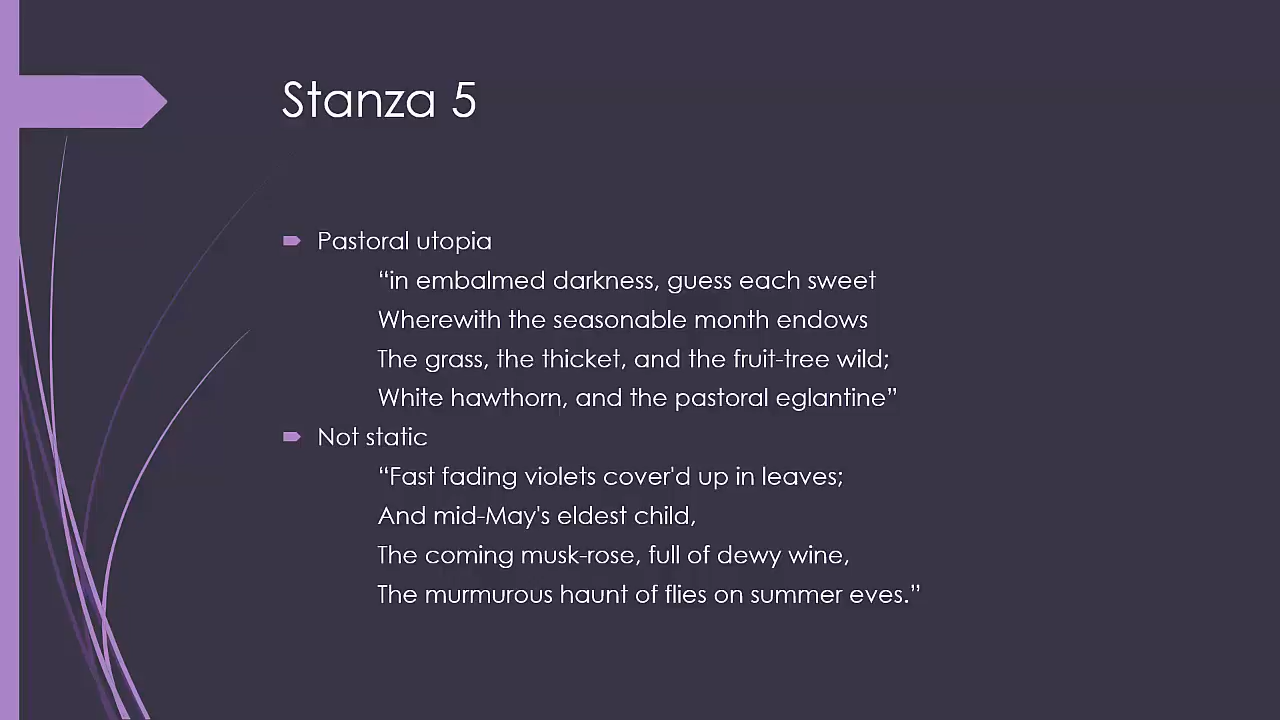 Stanza 5
Pastoral utopia
“in embalmed darkness, guess each sweet
Wherewith the seasonable month endows
The grass, the thicket, and the fruit-tree wild;
White hawthorn, and the pastoral eglantine”
Not static
“Fast fading violets cover'd up in leaves;
And mid-May's eldest child,
The coming musk-rose, full of dewy wine,
The murmurous haunt of flies on summer eves.”